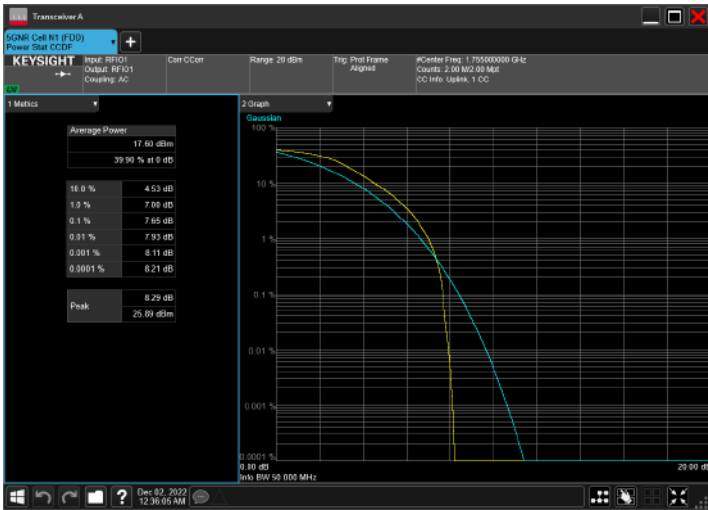 Transceiver A
5GNR Cell N1 (FDD)
Power Stat CCDF
KEYSIGHT
Input: RFIO1
Output: RFIO1
Coupling: AC
Corr CCorr
Range: 20 dBm
Trig: Prot Frame
Aligned
#Center Freq: 1.755000000 GHz
Counts: 2.00 M/2.00 Mpt
CC Info: Uplink, 1 CC
1 Metrics
Average Power
17.60 dBm
39.90 % at 0 dB
10.0 % 4.53 dB
1.0 % 7.00 dB
0.1 % 7.65 dB
0.01 % 7.93 dB
0.001 % 8.11 dB
0.0001 % 8.21 dB
Peak
8.29 dB
25.89 dBm
2 Graph
Gaussian
100 %
10 %
1 %
0.1 %
0.01 %
0.001 %
0.0001 %
0.00 dB
20.00 dB
Info BW 50.000 MHz
?
Dec 02, 2022
12:36:05 AM